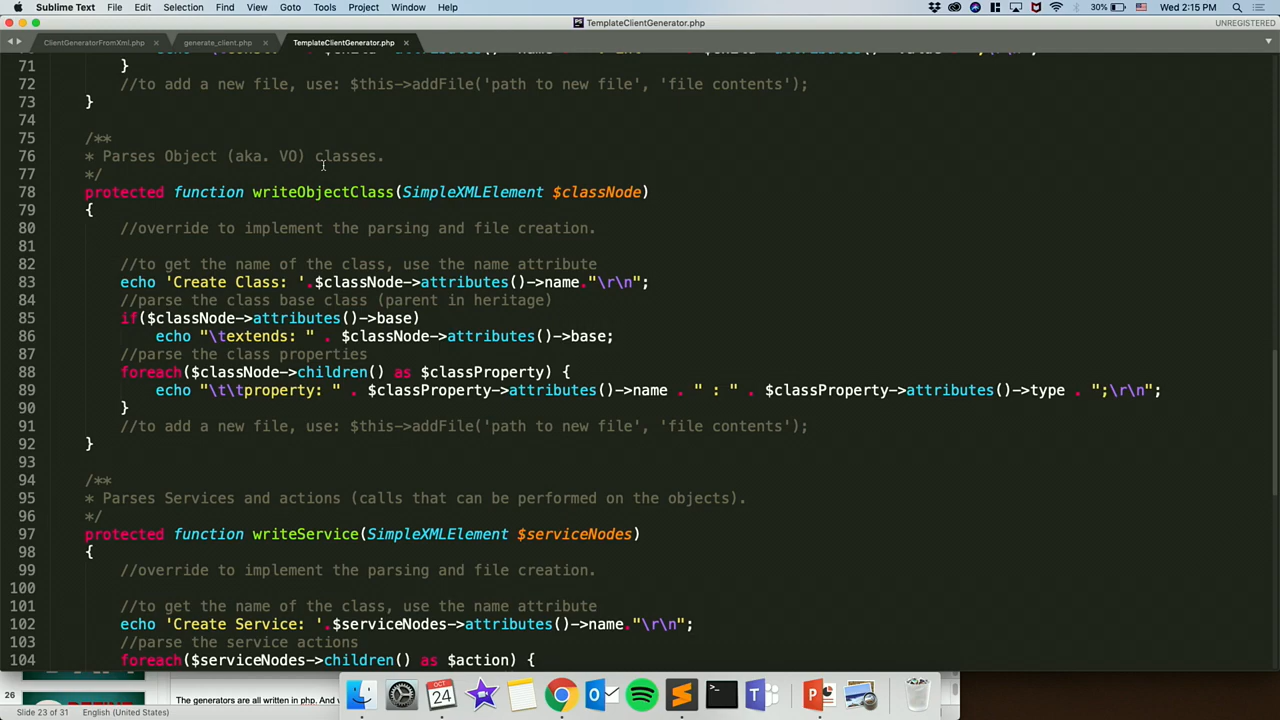 Sublime Text File Edit Selection Find View Goto Tools Project Window Help 30% Wed 2:15 PM
TemplateClientGenerator.php UNREGISTERED
ClientGeneratorFromXml.php × generate_client.php × TemplateClientGenerator.php ×
71 }
72 //to add a new file, use: $this->addFile('path to new file', 'file contents');
73 }
74
75 /**
76 * Parses Object (aka. VO) classes.
77 */
78 protected function writeObjectClass(SimpleXMLElement $classNode)
79 {
80 //override to implement the parsing and file creation.
81
82 //to get the name of the class, use the name attribute
83 echo 'Create Class: '.$classNode->attributes()->name."\r\n";
84 //parse the class base class (parent in heritage)
85 if($classNode->attributes()->base)
86 echo "\textends: " . $classNode->attributes()->base;
87 //parse the class properties
88 foreach($classNode->children() as $classProperty) {
89 echo "\t\tproperty: " . $classProperty->attributes()->name . " : " . $classProperty->attributes()->type . ";\r\n";
90 }
91 //to add a new file, use: $this->addFile('path to new file', 'file contents');
92 }
93
94 /**
95 * Parses Services and actions (calls that can be performed on the objects).
96 */
97 protected function writeService(SimpleXMLElement $serviceNodes)
98 {
99 //override to implement the parsing and file creation.
100
101 //to get the name of the class, use the name attribute
102 echo 'Create Service: '.$serviceNodes->attributes()->name."\r\n";
103 //parse the service actions
104 foreach($serviceNodes->children() as $action) {
26
The generators are all written in php. And
OCT
24
Slide 23 of 31 English (United States)